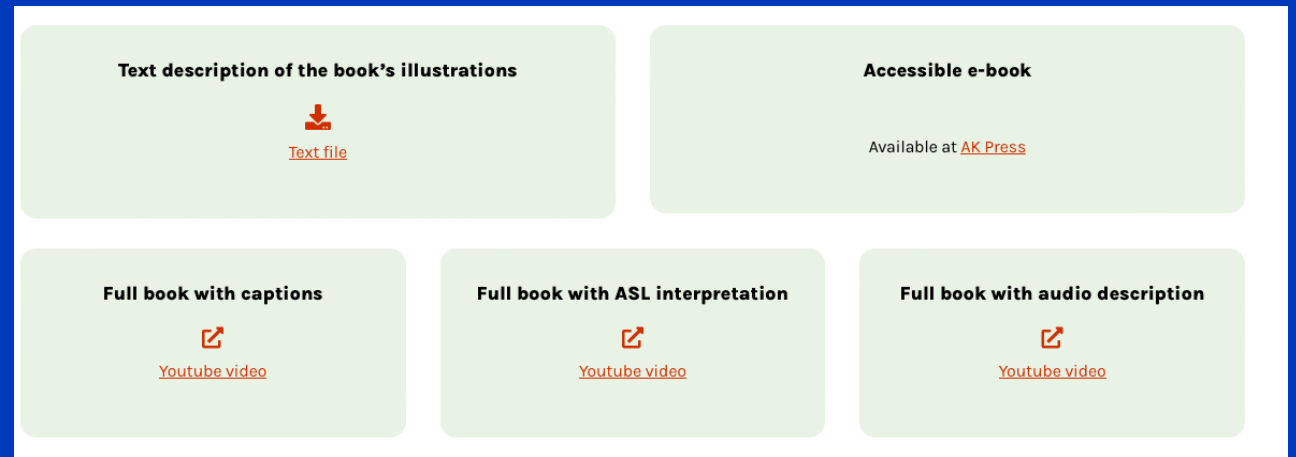 Text description of the book’s illustrations
Text file
Accessible e-book
Available at AK Press
Full book with captions
Youtube video
Full book with ASL interpretation
Youtube video
Full book with audio description
Youtube video